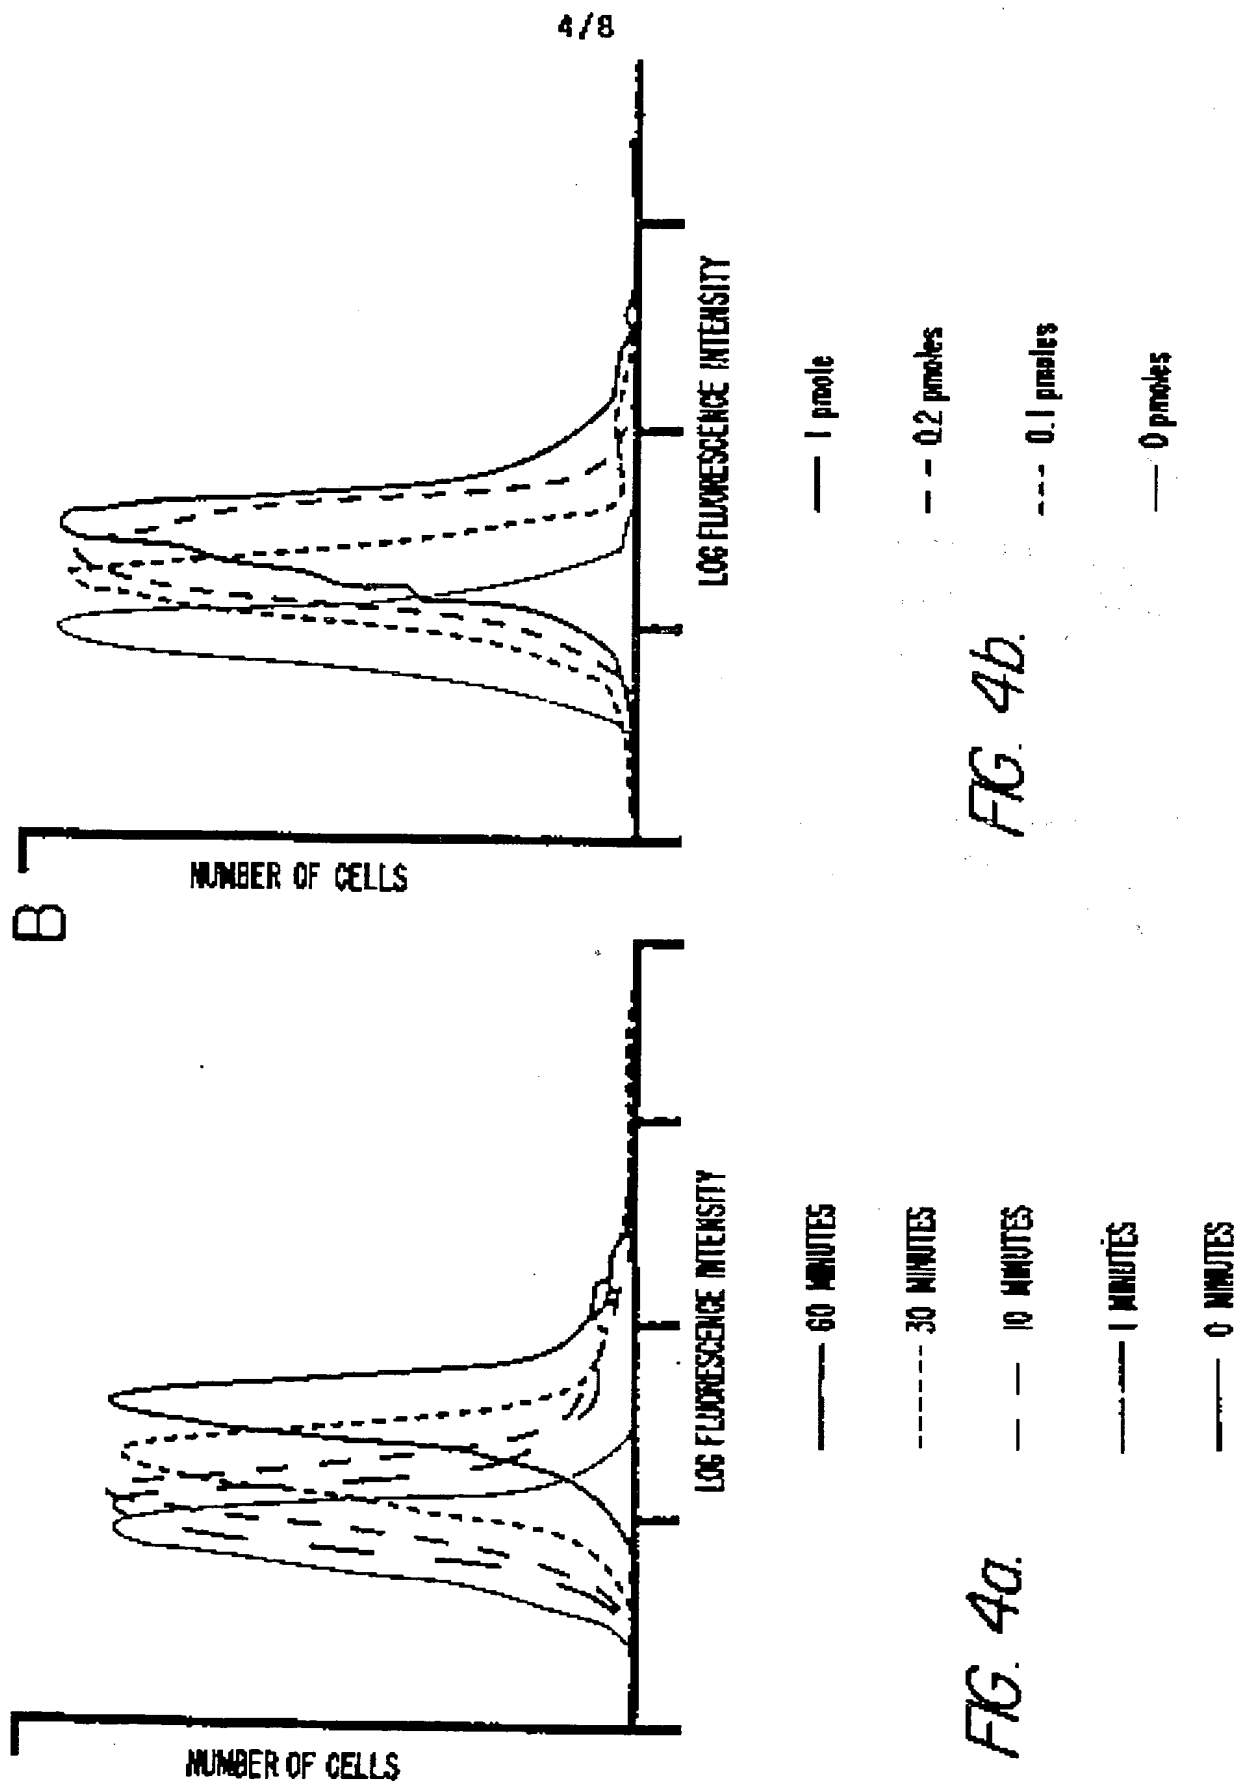 4/8
B
NUMBER OF CELLS
LOG FLUORESCENCE INTENSITY
1 pmole
0.2 pmoles
0.1 pmoles
0 pmoles
FIG. 4b.
NUMBER OF CELLS
LOG FLUORESCENCE INTENSITY
60 MINUTES
30 MINUTES
10 MINUTES
1 MINUTES
0 MINUTES
FIG. 4a.